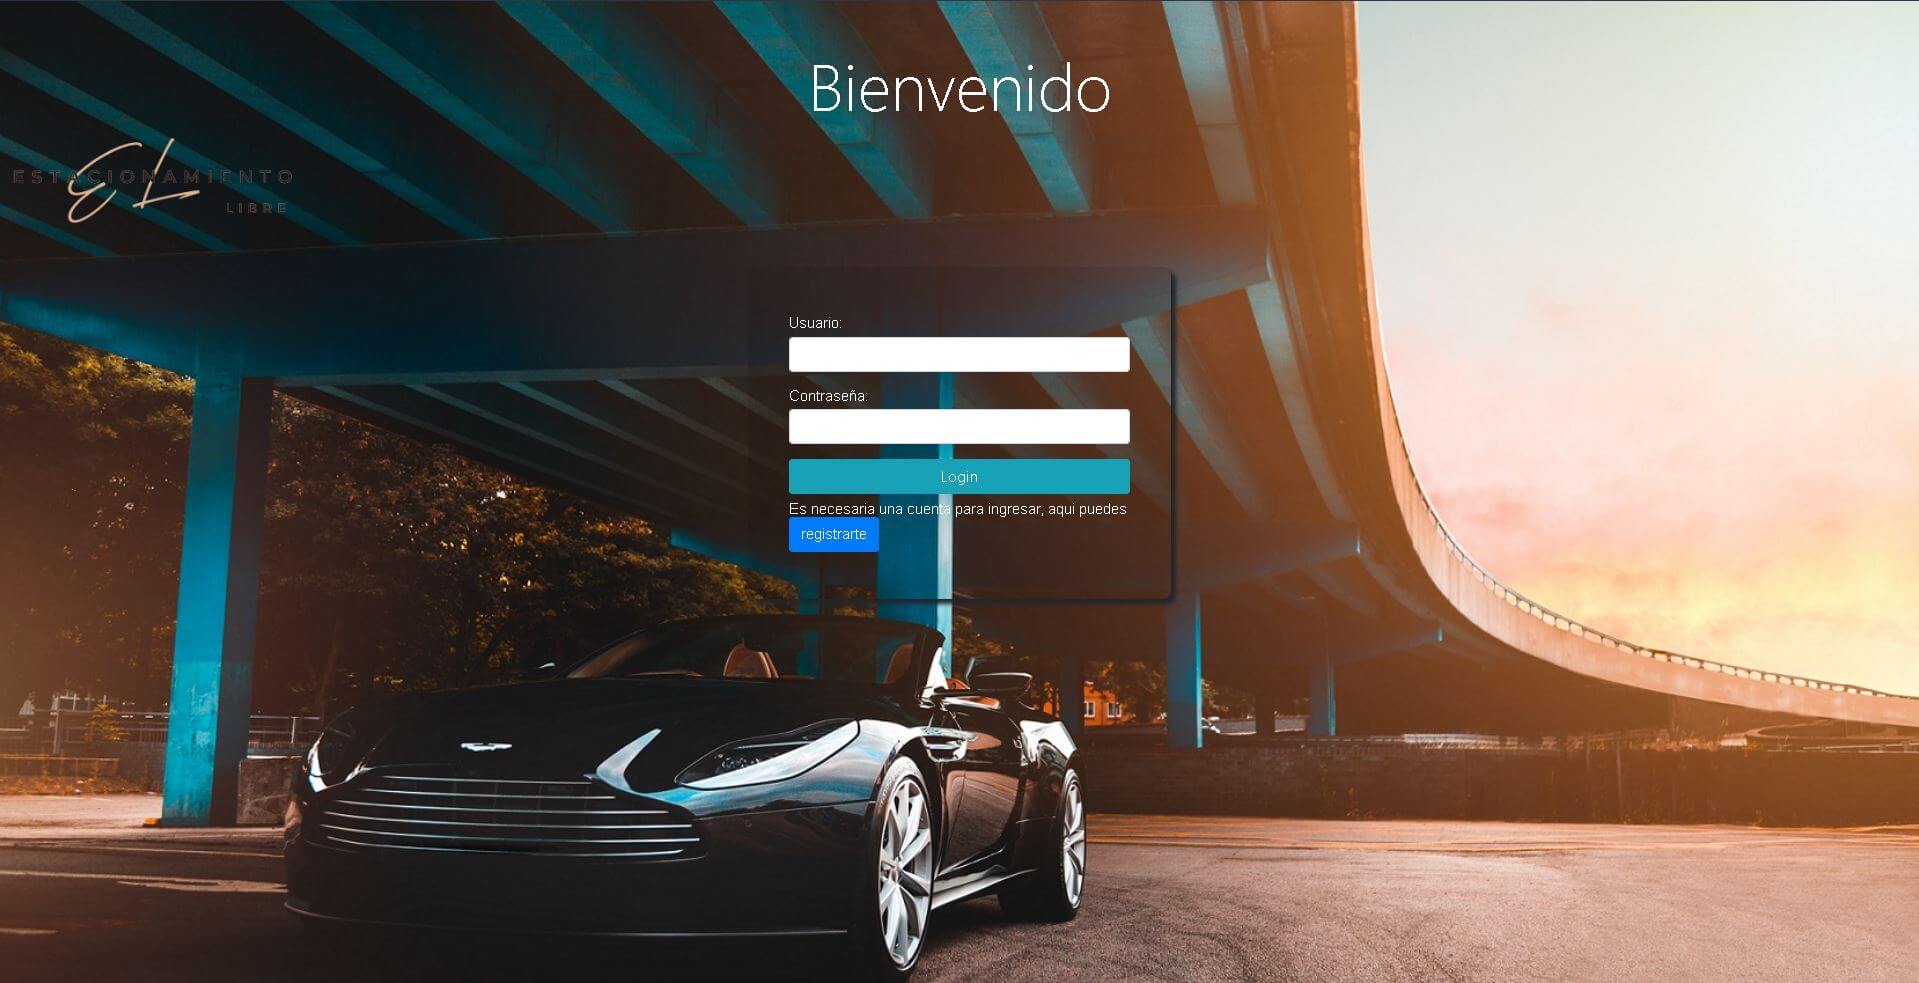 Bienvenido
EL
ESTACIONAMIENTO
LIBRE
Usuario:
Contraseña:
Login
Es necesaria una cuenta para ingresar, aqui puedes
registrarte